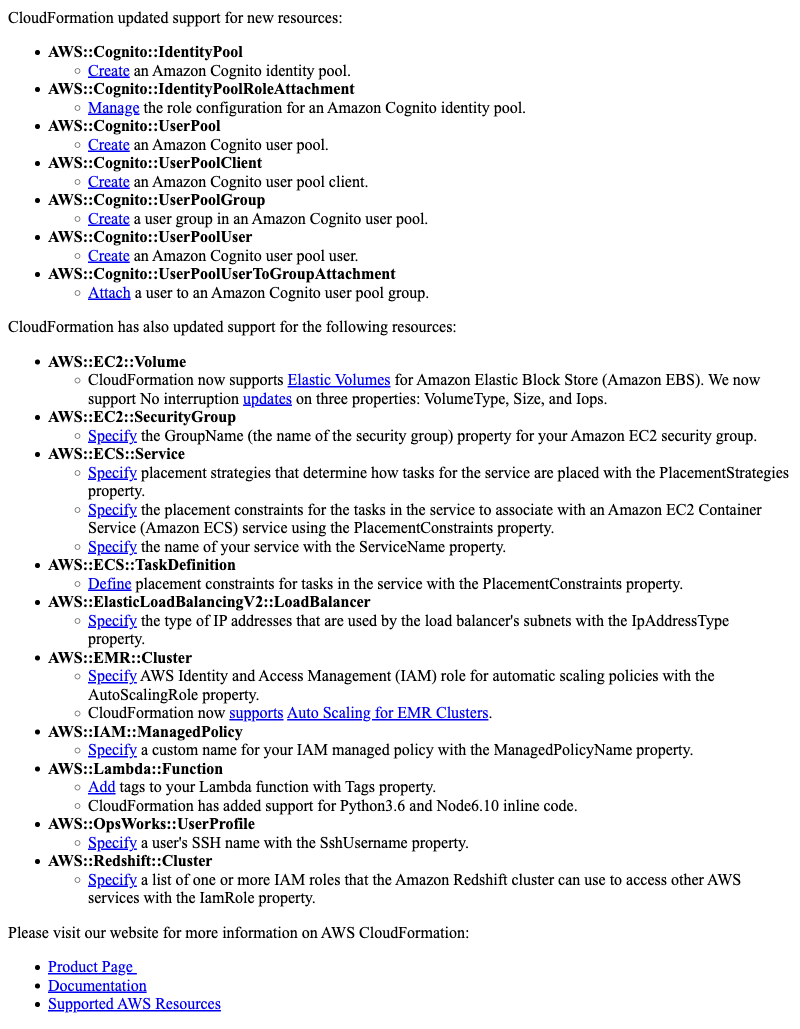 CloudFormation updated support for new resources:
AWS::Cognito::IdentityPool
Create an Amazon Cognito identity pool.
AWS::Cognito::IdentityPoolRoleAttachment
Manage the role configuration for an Amazon Cognito identity pool.
AWS::Cognito::UserPool
Create an Amazon Cognito user pool.
AWS::Cognito::UserPoolClient
Create an Amazon Cognito user pool client.
AWS::Cognito::UserPoolGroup
Create a user group in an Amazon Cognito user pool.
AWS::Cognito::UserPoolUser
Create an Amazon Cognito user pool user.
AWS::Cognito::UserPoolUserToGroupAttachment
Attach a user to an Amazon Cognito user pool group.
CloudFormation has also updated support for the following resources:
AWS::EC2::Volume
CloudFormation now supports Elastic Volumes for Amazon Elastic Block Store (Amazon EBS). We now
support No interruption updates on three properties: VolumeType, Size, and Iops.
AWS::EC2::SecurityGroup
Specify the GroupName (the name of the security group) property for your Amazon EC2 security group.
AWS::ECS::Service
Specify placement strategies that determine how tasks for the service are placed with the PlacementStrategies
property.
Specify the placement constraints for the tasks in the service to associate with an Amazon EC2 Container
Service (Amazon ECS) service using the PlacementConstraints property.
Specify the name of your service with the ServiceName property.
AWS::ECS::TaskDefinition
Define placement constraints for tasks in the service with the PlacementConstraints property.
AWS::ElasticLoadBalancingV2::LoadBalancer
Specify the type of IP addresses that are used by the load balancer's subnets with the IpAddressType
property.
AWS::EMR::Cluster
Specify AWS Identity and Access Management (IAM) role for automatic scaling policies with the
AutoScalingRole property.
CloudFormation now supports Auto Scaling for EMR Clusters.
AWS::IAM::ManagedPolicy
Specify a custom name for your IAM managed policy with the ManagedPolicyName property.
AWS::Lambda::Function
Add tags to your Lambda function with Tags property.
CloudFormation has added support for Python3.6 and Node6.10 inline code.
AWS::OpsWorks::UserProfile
Specify a user's SSH name with the SshUsername property.
AWS::Redshift::Cluster
Specify a list of one or more IAM roles that the Amazon Redshift cluster can use to access other AWS
services with the IamRole property.
Please visit our website for more information on AWS CloudFormation:
Product Page
Documentation
Supported AWS Resources